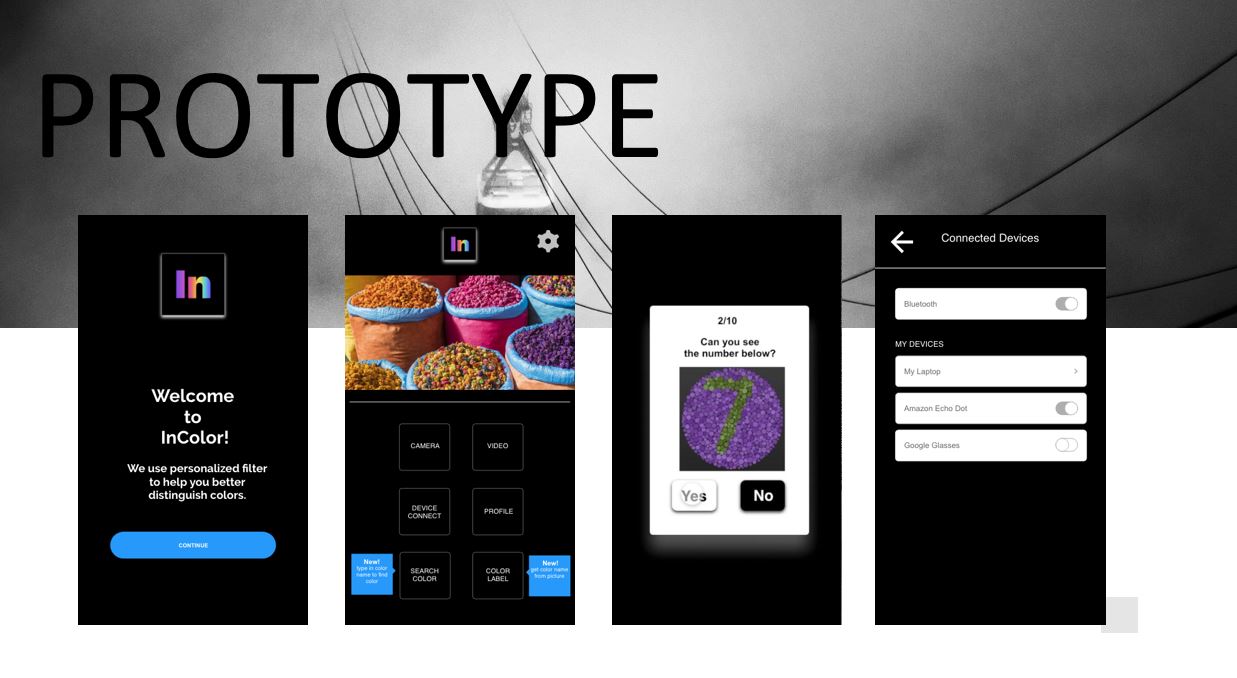 PROTOTYPE
In
Welcome
to
InColor!
We use personalized filter
to help you better
distinguish colors.
CONTINUE
In
CAMERA
VIDEO
DEVICE
CONNECT
PROFILE
New!
type in color
name to find
color
SEARCH
COLOR
COLOR
LABEL
New!
get color name
from picture
2/10
Can you see
the number below?
7
Yes
No
Connected Devices
Bluetooth
MY DEVICES
My Laptop
Amazon Echo Dot
Google Glasses